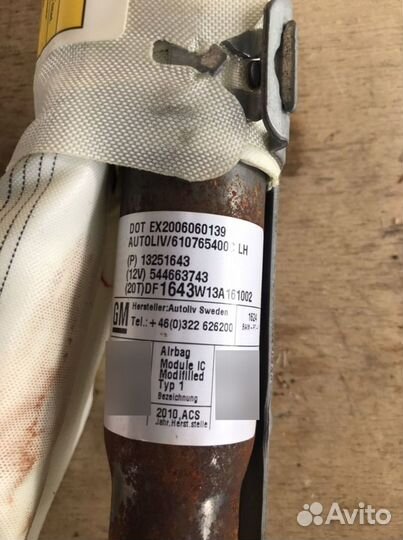 DOT EX2006060139
AUTOLIV/610765400 C LH
(P) 13251643
(12V) 544663743
(20T)DF1643W13A161002
GM
Hersteller:Autoliv Sweden
Tel.:+46(0)322 626200
1624
Airbag
Module IC
Modifilled
Typ 1
Bezeichnung
2010,ACS
Jahr,Herst.stelle
Avito